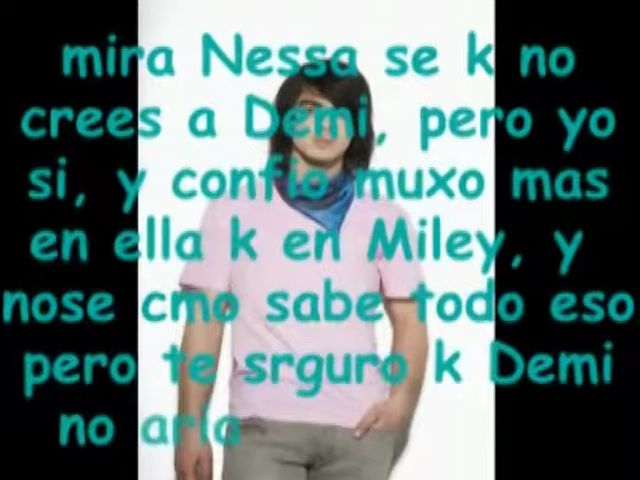 mira Nessa se k no
crees a Demi, pero yo
si, y confio muxo mas
en ella k en Miley, y
nose cmo sabe todo eso
pero te srguro k Demi
no aria